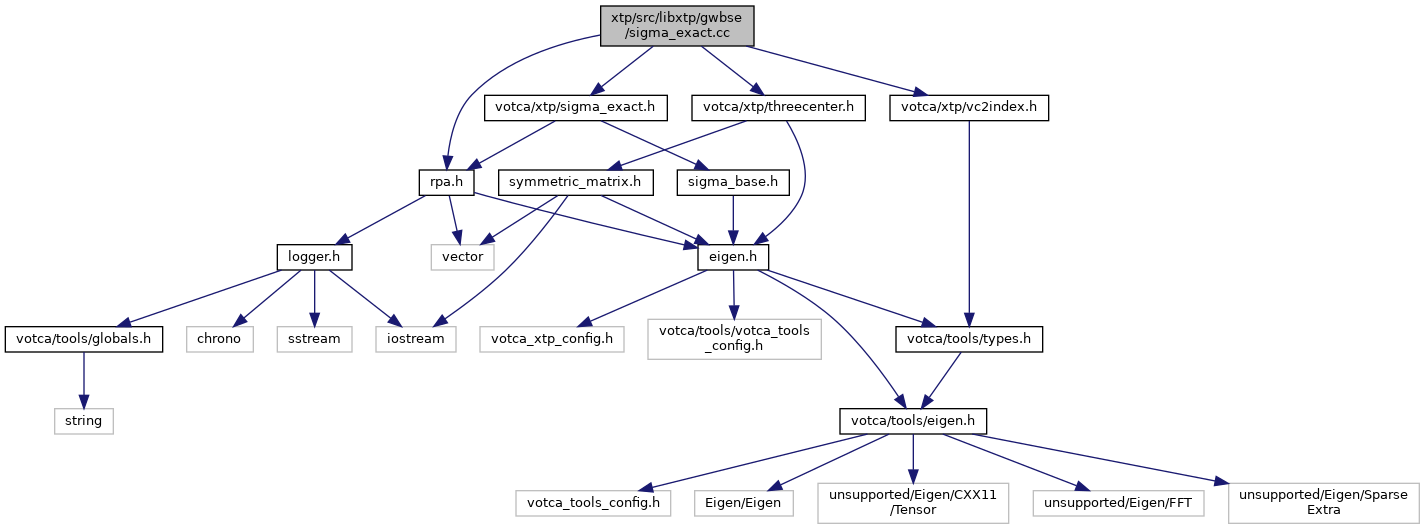 xtp/src/libxtp/gwbse
/sigma_exact.cc
votca/xtp/sigma_exact.h
votca/xtp/threecenter.h
votca/xtp/vc2index.h
rpa.h
symmetric_matrix.h
sigma_base.h
logger.h
vector
eigen.h
votca/tools/globals.h
chrono
sstream
iostream
votca_xtp_config.h
votca/tools/votca_tools
_config.h
votca/tools/types.h
string
votca/tools/eigen.h
votca_tools_config.h
Eigen/Eigen
unsupported/Eigen/CXX11
/Tensor
unsupported/Eigen/FFT
unsupported/Eigen/Sparse
Extra